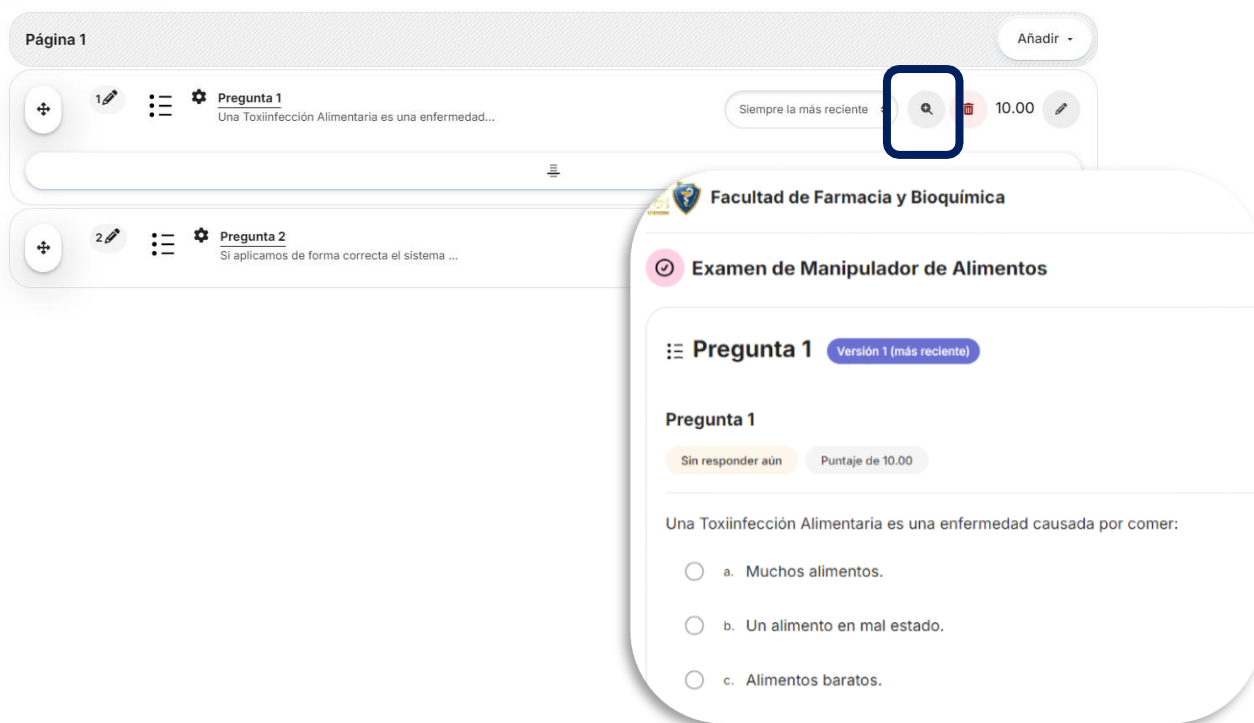 Página 1
Añadir
1
Pregunta 1
Una Toxiinfección Alimentaria es una enfermedad...
Siempre la más reciente
10.00
2
Pregunta 2
Si aplicamos de forma correcta el sistema ...
Facultad de Farmacia y Bioquímica
Examen de Manipulador de Alimentos
Pregunta 1 Versión 1 (más reciente)
Pregunta 1
Sin responder aún Puntaje de 10.00
Una Toxiinfección Alimentaria es una enfermedad causada por comer:
a. Muchos alimentos.
b. Un alimento en mal estado.
c. Alimentos baratos.